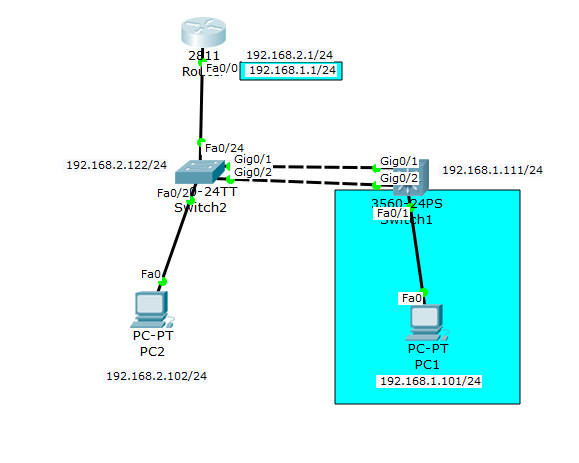 2811
192.168.2.1/24
Fa0/0
192.168.1.1/24
Fa0/24
Gig0/1
Gig0/1
192.168.2.122/24
Gig0/2
Gig0/2
192.168.1.111/24
Fa0/2
-24TT
Switch2
3560-24PS
Switch1
Fa0/1
Fa0
Fa0
PC-PT
PC2
PC-PT
PC1
192.168.2.102/24
192.168.1.101/24